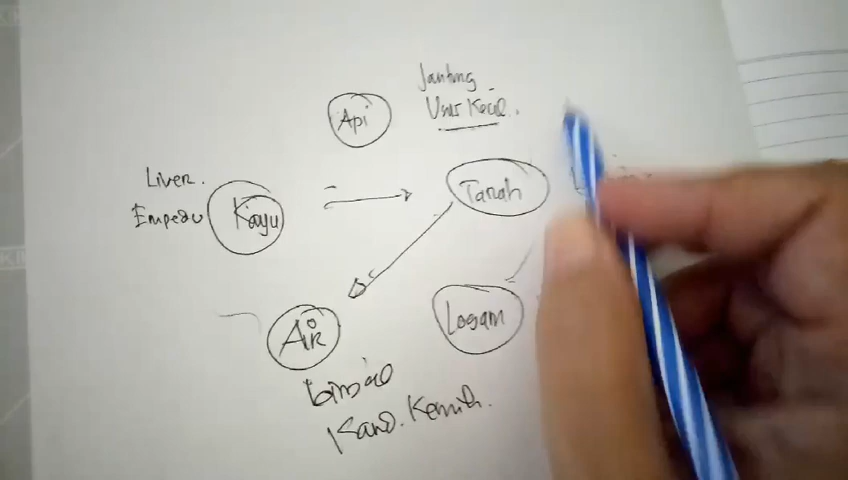 Jantung
Usus Kecil.
Api
Liver.
Empedu
Kayu
Tanah
Air
Logam
Ginjal
Kand. Kemih.